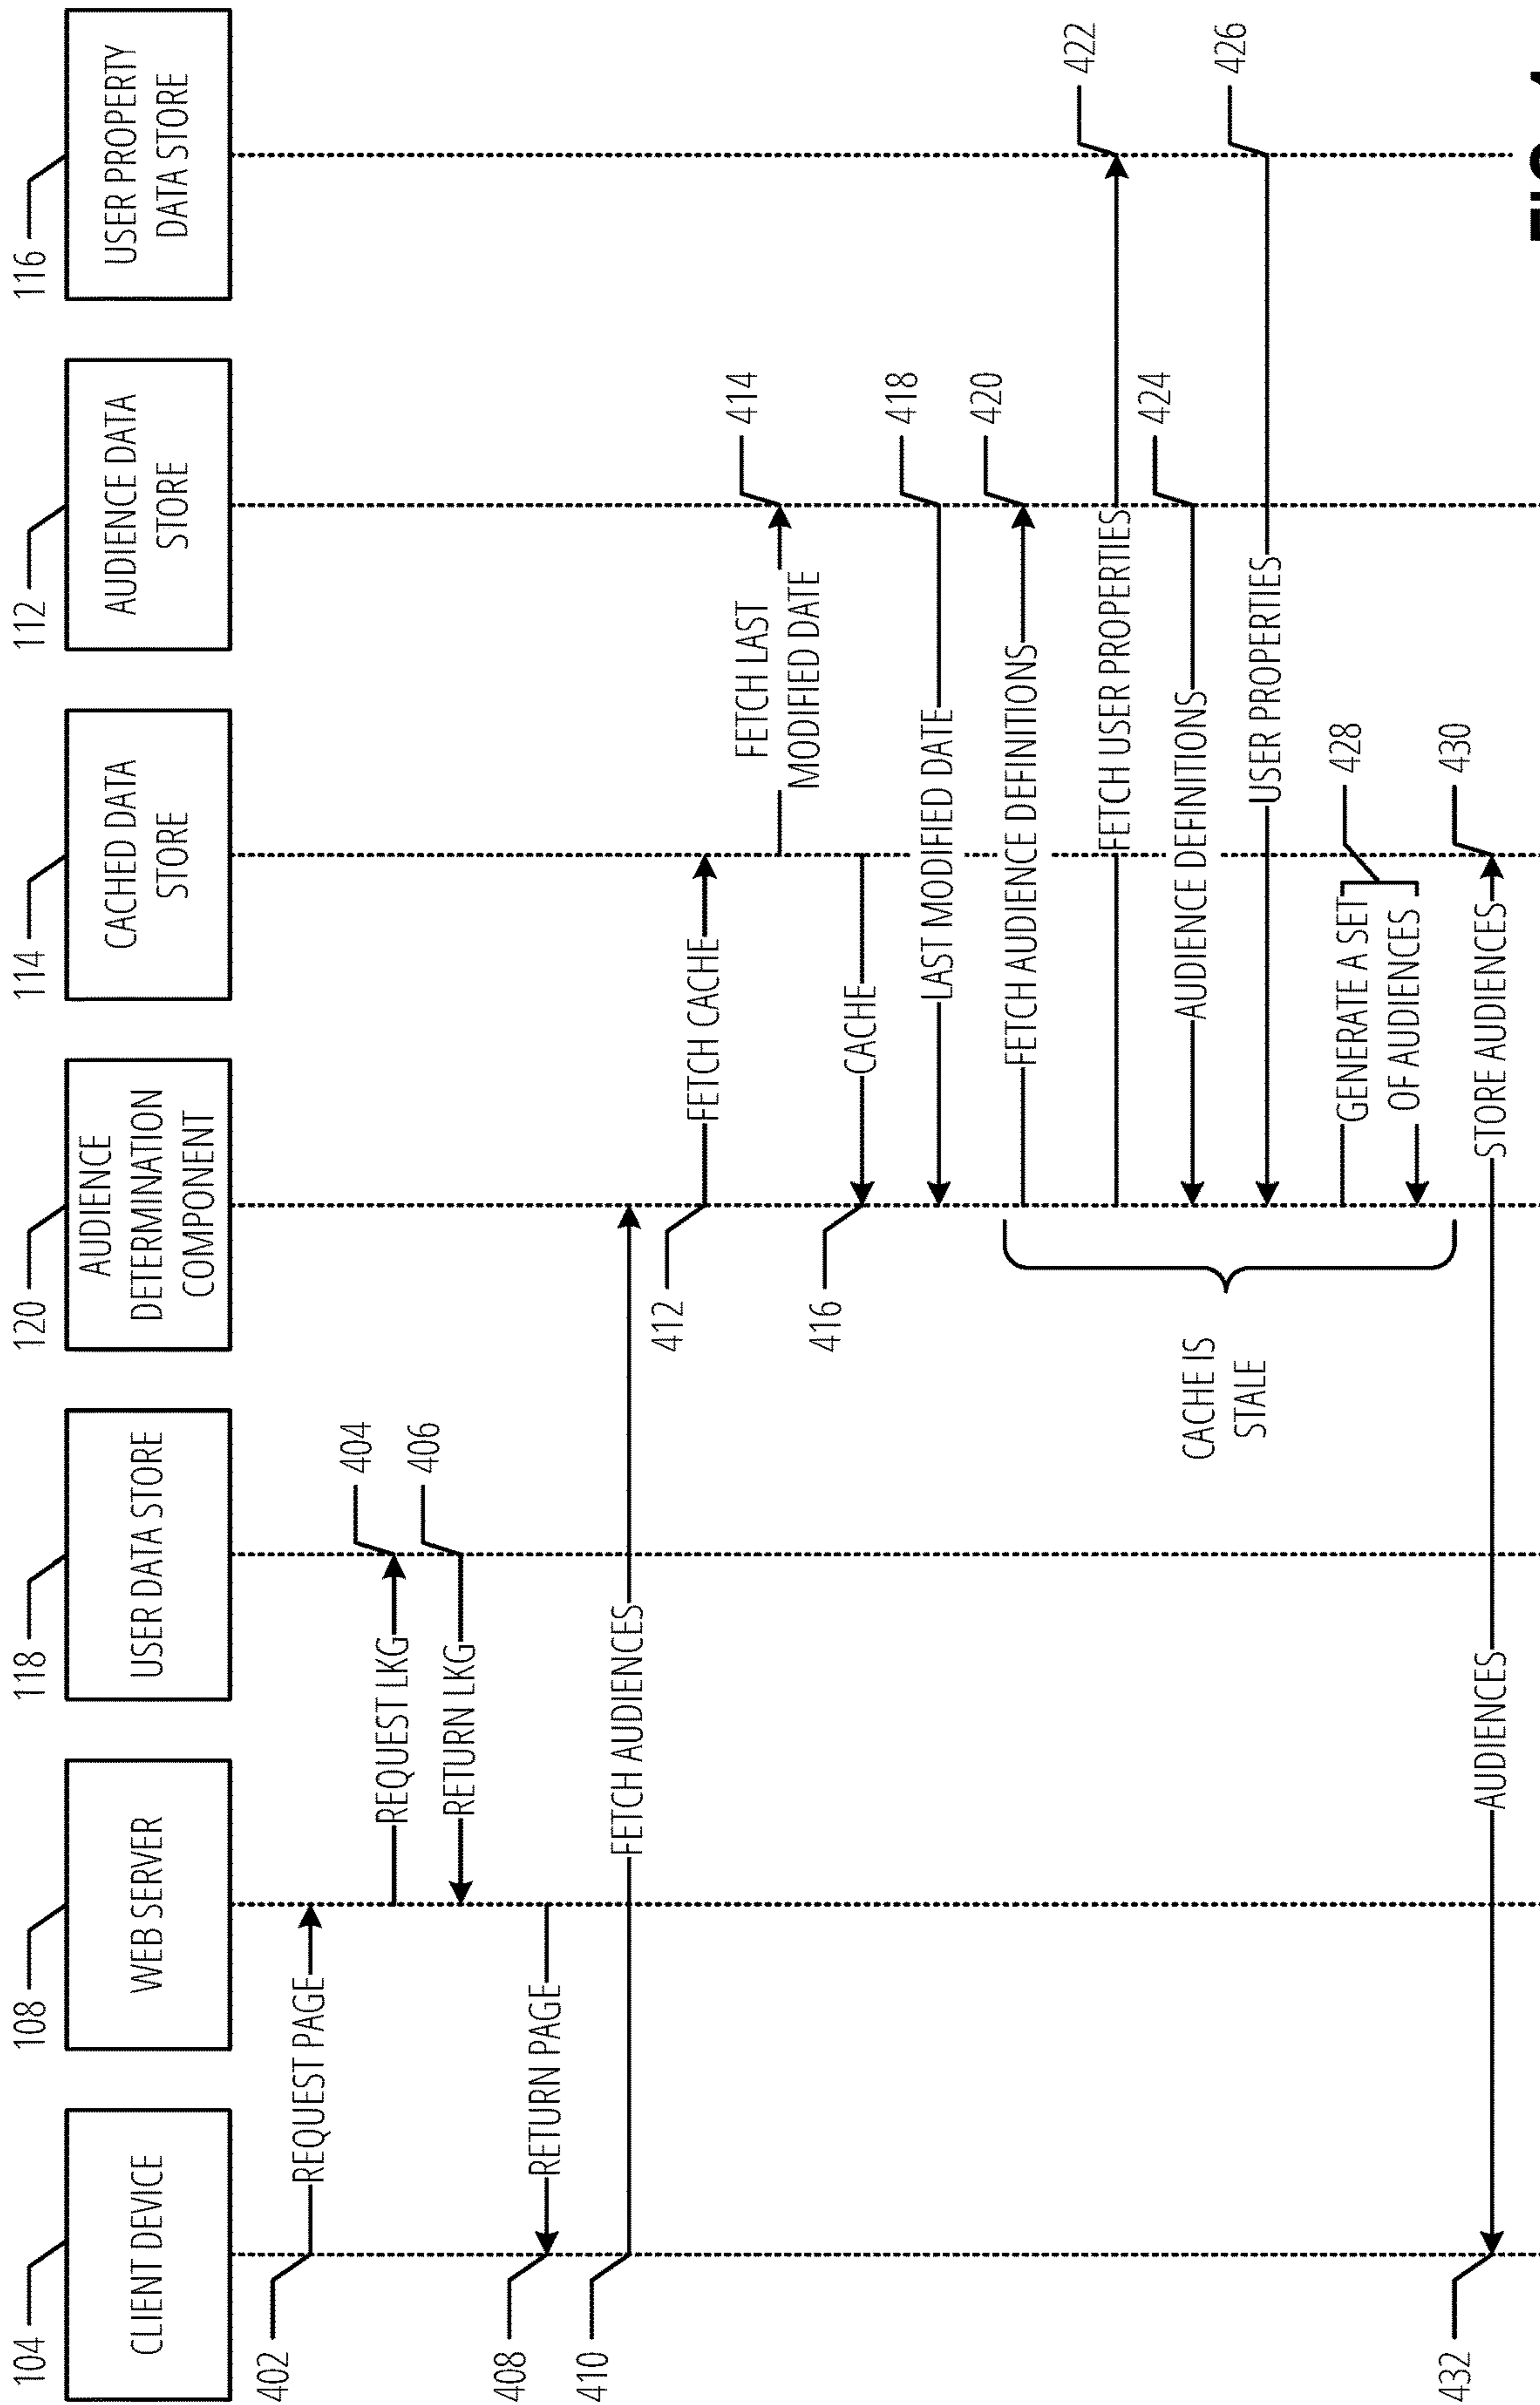 104
CLIENT DEVICE
108
WEB SERVER
118
USER DATA STORE
120
AUDIENCE
DETERMINATION
COMPONENT
114
CACHED DATA
STORE
112
AUDIENCE DATA
STORE
116
USER PROPERTY
DATA STORE
402
REQUEST PAGE
REQUEST LKG
404
RETURN LKG
406
408
RETURN PAGE
410
FETCH AUDIENCES
412
FETCH CACHE
FETCH LAST
MODIFIED DATE
414
416
CACHE
LAST MODIFIED DATE
418
FETCH AUDIENCE DEFINITIONS
420
FETCH USER PROPERTIES
422
AUDIENCE DEFINITIONS
424
USER PROPERTIES
426
CACHE IS
STALE
GENERATE A SET
OF AUDIENCES
428
432
AUDIENCES
STORE AUDIENCES
430